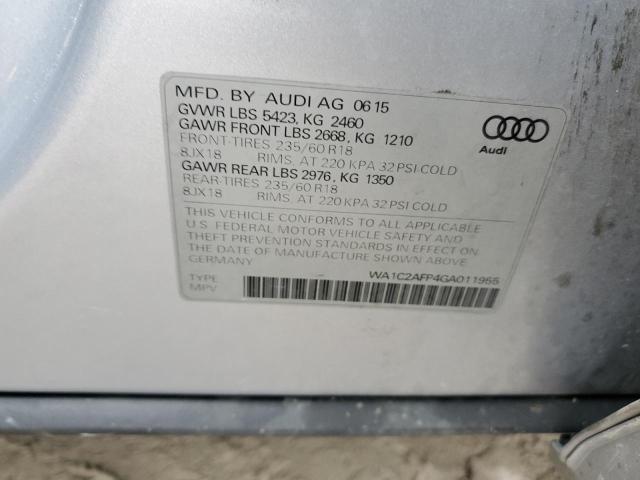 MFD. BY AUDI AG 06 15
GVWR LBS 5423, KG 2460
GAWR FRONT LBS 2668, KG 1210
FRONT-TIRES 235/60 R18
8JX18 RIMS, AT 220 KPA 32 PSI COLD
GAWR REAR LBS 2976, KG 1350
REAR-TIRES 235/60 R18
8JX18 RIMS, AT 220 KPA 32 PSI COLD
Audi
THIS VEHICLE CONFORMS TO ALL APPLICABLE
U.S. FEDERAL MOTOR VEHICLE SAFETY AND
THEFT PREVENTION STANDARDS IN EFFECT ON
THE DATE OF MANUFACTURE SHOWN ABOVE
GERMANY
WA1C2AFP4GA011955
TYPE
MPV